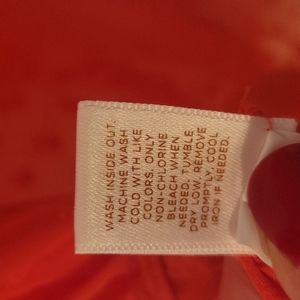 WASH INSIDE OUT.
MACHINE WASH
COLD WITH LIKE
COLORS. ONLY
NON-CHLORINE
BLEACH WHEN
NEEDED. TUMBLE
DRY LOW. REMOVE
PROMPTLY. COOL
IRON IF NEEDED.